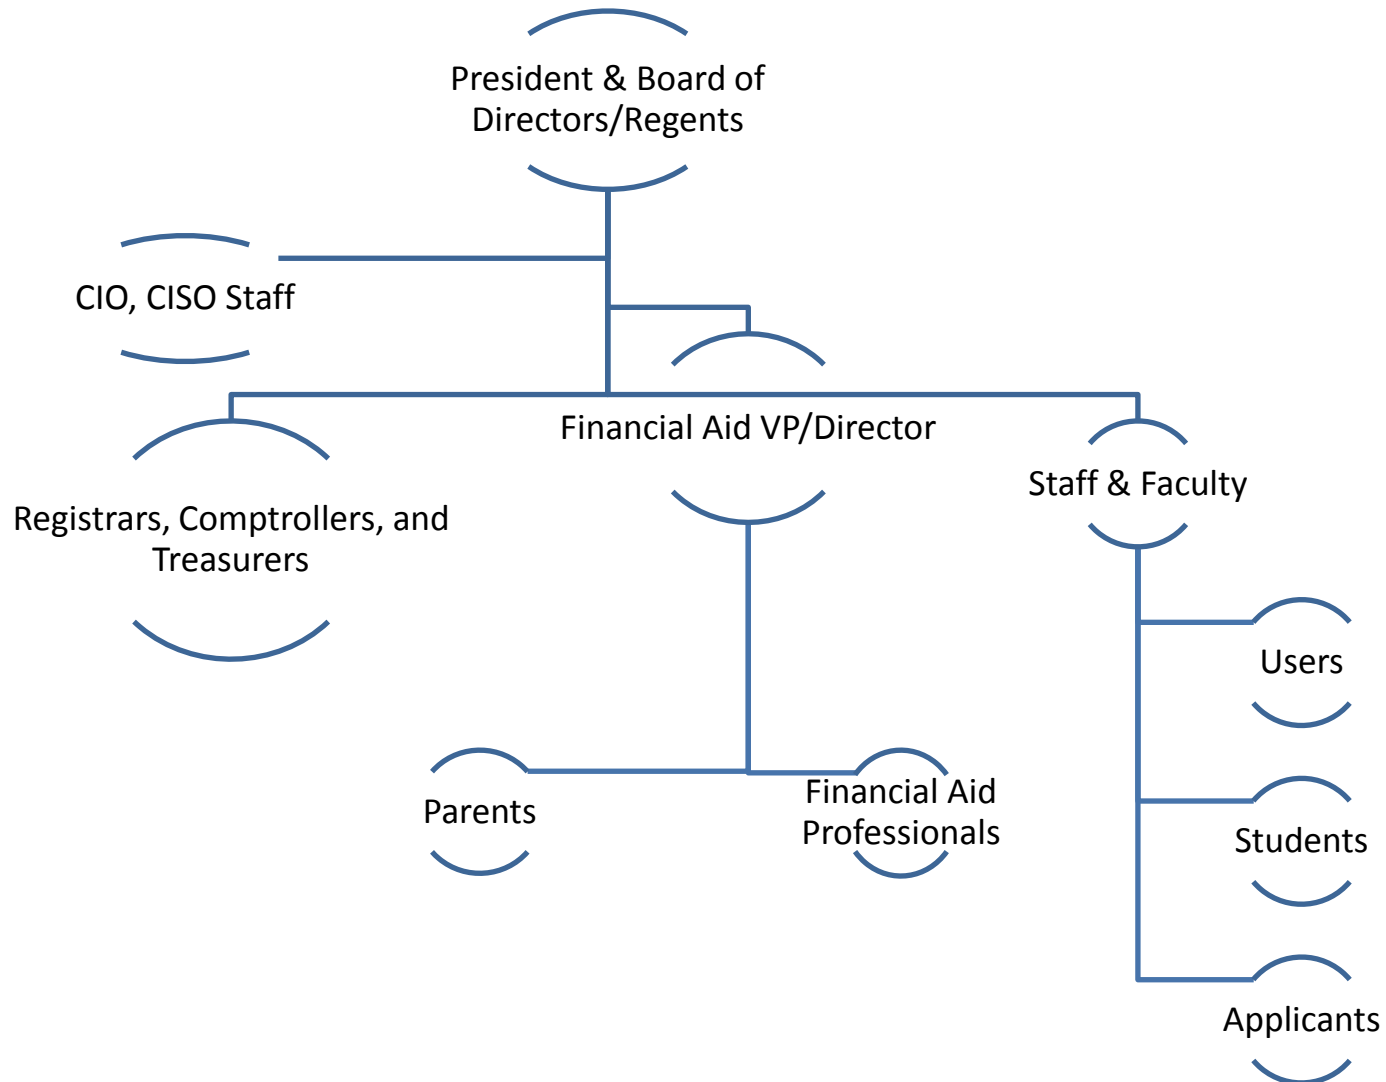 President & Board of
Directors/Regents
CIO, CISO Staff
Financial Aid VP/Director
Staff & Faculty
Registrars, Comptrollers, and
Treasurers
Users
Parents
Financial Aid
Professionals
Students
Applicants